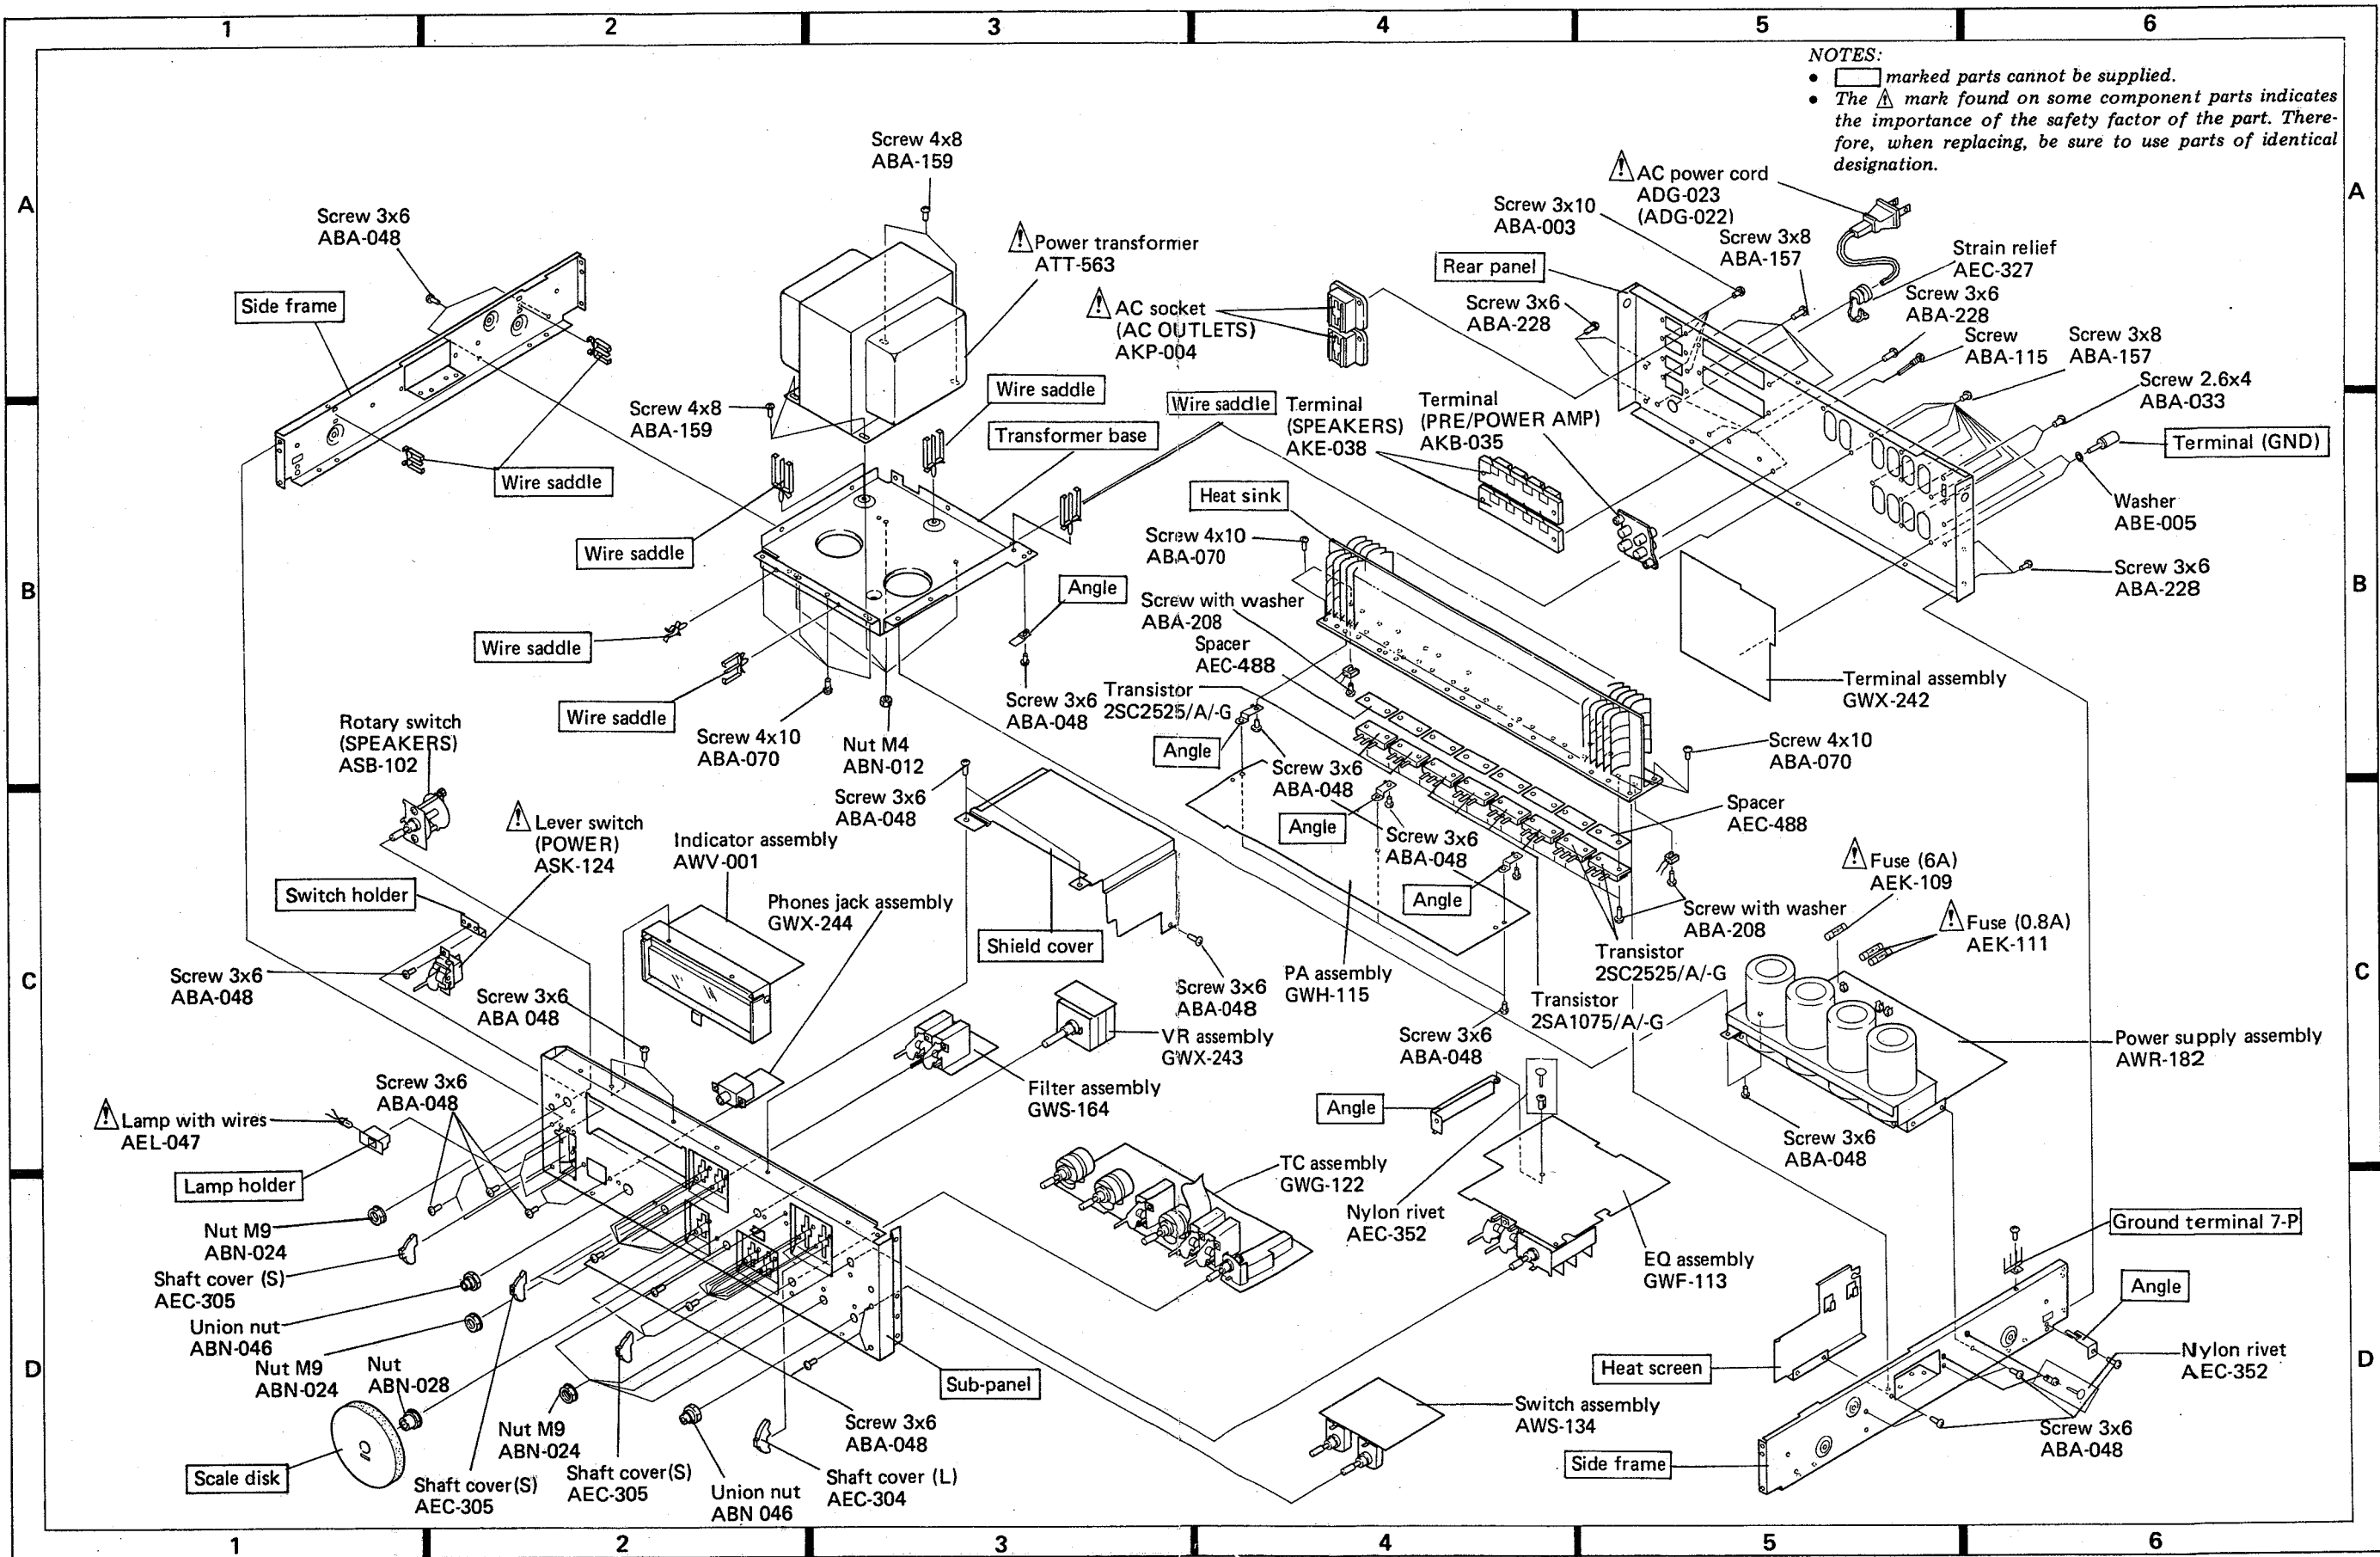 1
2
3
4
5
6
NOTES:
• marked parts cannot be supplied.
• The ⚠ mark found on some component parts indicates
the importance of the safety factor of the part. There-
fore, when replacing, be sure to use parts of identical
designation.
A
A
Screw 4x8
ABA-159
Screw 3x6
ABA-048
Side frame
⚠ Power transformer
ATT-563
⚠ AC socket
(AC OUTLETS)
AKP-004
⚠ AC power cord
ADG-023
(ADG-022)
Screw 3x10
ABA-003
Screw 3x8
ABA-157
Rear panel
Strain relief
AEC-327
Screw 3x6
ABA-228
Screw 3x6
ABA-228
Screw
ABA-115
Screw 3x8
ABA-157
Screw 2.6x4
ABA-033
Screw 4x8
ABA-159
Wire saddle
Transformer base
Wire saddle
Terminal
(SPEAKERS)
AKE-038
Terminal
(PRE/POWER AMP)
AKB-035
Terminal (GND)
Wire saddle
Heat sink
Washer
ABE-005
B
B
Wire saddle
Screw 4x10
ABA-070
Screw 3x6
ABA-228
Angle
Screw with washer
ABA-208
Wire saddle
Spacer
AEC-488
Terminal assembly
GWX-242
Wire saddle
Screw 3x6
ABA-048
Transistor
2SC2525/A/-G
Rotary switch
(SPEAKERS)
ASB-102
Screw 4x10
ABA-070
Nut M4
ABN-012
Angle
Screw 4x10
ABA-070
Screw 3x6
ABA-048
Screw 3x6
ABA-048
Spacer
AEC-488
⚠ Lever switch
(POWER)
ASK-124
Indicator assembly
AWV-001
Angle
Screw 3x6
ABA-048
⚠ Fuse (6A)
AEK-109
Switch holder
Phones jack assembly
GWX-244
Angle
Screw with washer
ABA-208
⚠ Fuse (0.8A)
AEK-111
Shield cover
C
C
Screw 3x6
ABA-048
Screw 3x6
ABA 048
Screw 3x6
ABA-048
PA assembly
GWH-115
Transistor
2SC2525/A/-G
Transistor
2SA1075/A/-G
VR assembly
GWX-243
Screw 3x6
ABA-048
Power supply assembly
AWR-182
Screw 3x6
ABA-048
Filter assembly
GWS-164
⚠ Lamp with wires
AEL-047
Angle
Screw 3x6
ABA-048
Lamp holder
TC assembly
GWG-122
Nylon rivet
AEC-352
Ground terminal 7-P
Nut M9
ABN-024
EQ assembly
GWF-113
Shaft cover (S)
AEC-305
Angle
Union nut
ABN-046
D
D
Nut M9
ABN-024
Nut
ABN-028
Sub-panel
Heat screen
Nylon rivet
AEC-352
Nut M9
ABN-024
Screw 3x6
ABA-048
Switch assembly
AWS-134
Screw 3x6
ABA-048
Scale disk
Shaft cover(S)
AEC-305
Shaft cover(S)
AEC-305
Union nut
ABN 046
Shaft cover (L)
AEC-304
Side frame
1
2
3
4
5
6